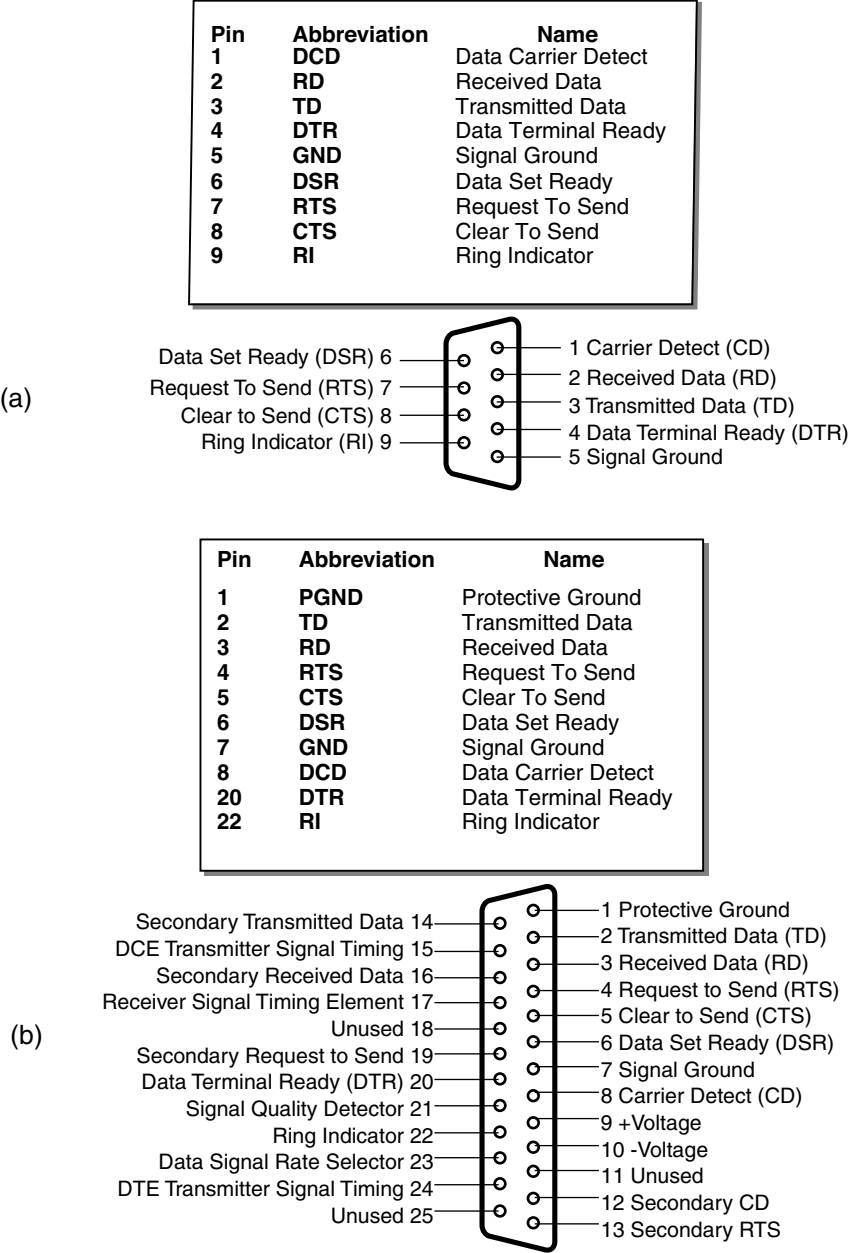 Pin Abbreviation Name
1 DCD Data Carrier Detect
2 RD Received Data
3 TD Transmitted Data
4 DTR Data Terminal Ready
5 GND Signal Ground
6 DSR Data Set Ready
7 RTS Request To Send
8 CTS Clear To Send
9 RI Ring Indicator
(a)
Data Set Ready (DSR) 6
Request To Send (RTS) 7
Clear to Send (CTS) 8
Ring Indicator (RI) 9
1 Carrier Detect (CD)
2 Received Data (RD)
3 Transmitted Data (TD)
4 Data Terminal Ready (DTR)
5 Signal Ground
Pin Abbreviation Name
1 PGND Protective Ground
2 TD Transmitted Data
3 RD Received Data
4 RTS Request To Send
5 CTS Clear To Send
6 DSR Data Set Ready
7 GND Signal Ground
8 DCD Data Carrier Detect
20 DTR Data Terminal Ready
22 RI Ring Indicator
(b)
Secondary Transmitted Data 14
DCE Transmitter Signal Timing 15
Secondary Received Data 16
Receiver Signal Timing Element 17
Unused 18
Secondary Request to Send 19
Data Terminal Ready (DTR) 20
Signal Quality Detector 21
Ring Indicator 22
Data Signal Rate Selector 23
DTE Transmitter Signal Timing 24
Unused 25
1 Protective Ground
2 Transmitted Data (TD)
3 Received Data (RD)
4 Request to Send (RTS)
5 Clear to Send (CTS)
6 Data Set Ready (DSR)
7 Signal Ground
8 Carrier Detect (CD)
9 +Voltage
10 -Voltage
11 Unused
12 Secondary CD
13 Secondary RTS